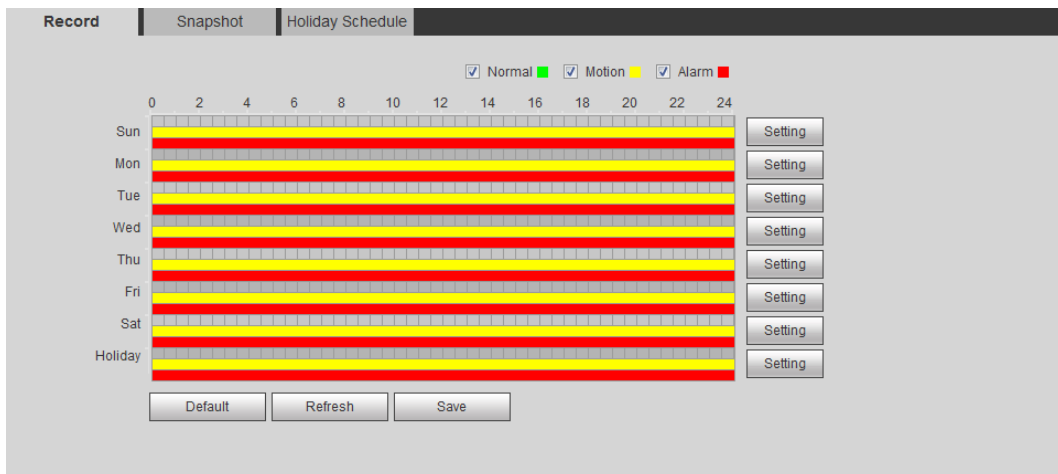 Record Snapshot Holiday Schedule
Normal Motion Alarm
0 2 4 6 8 10 12 14 16 18 20 22 24
Sun Setting
Mon Setting
Tue Setting
Wed Setting
Thu Setting
Fri Setting
Sat Setting
Holiday Setting
Default Refresh Save